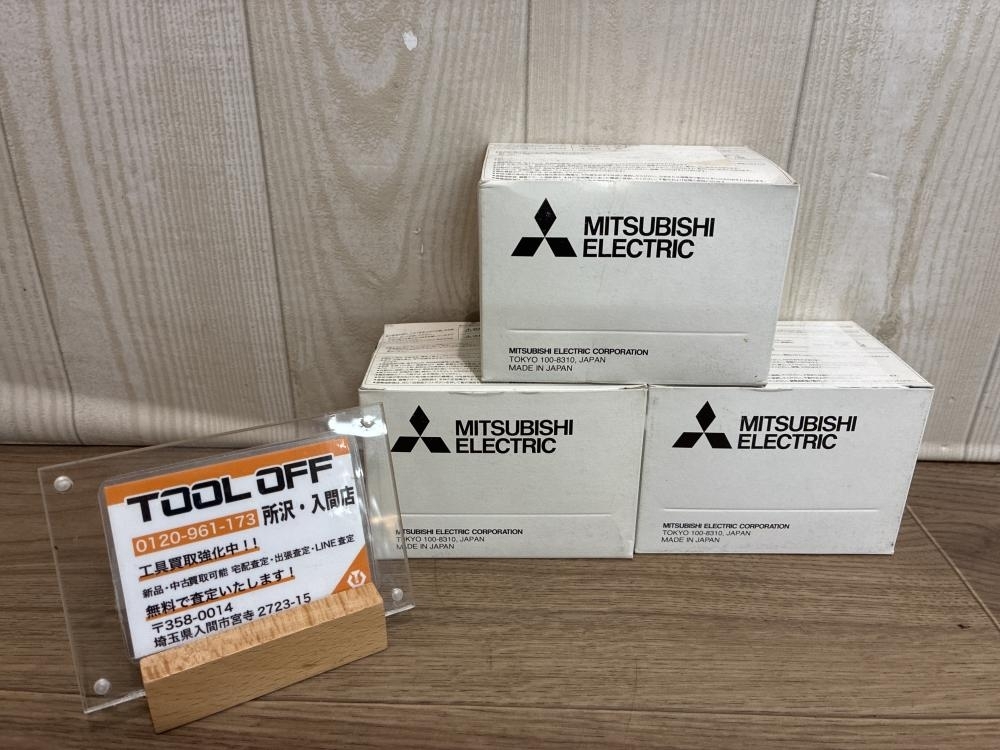 MITSUBISHI
ELECTRIC
MITSUBISHI ELECTRIC CORPORATION
TOKYO 100-8310, JAPAN
MADE IN JAPAN
MITSUBISHI
ELECTRIC
MITSUBISHI ELECTRIC CORPORATION
TOKYO 100-8310, JAPAN
MADE IN JAPAN
MITSUBISHI
ELECTRIC
MITSUBISHI ELECTRIC CORPORATION
TOKYO 100-8310, JAPAN
MADE IN JAPAN
TOOL OFF
0120-961-173 所沢・入間店
工具買取強化中!!
新品・中古買取可能 宅配査定・出張査定・LINE査定
無料で査定いたします!
〒358-0014
埼玉県入間市宮寺2723-15